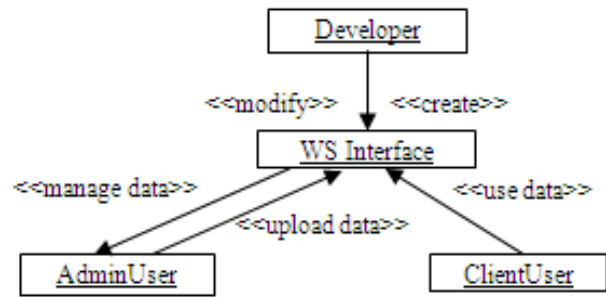 Developer
<<modify>> <<create>>
WS Interface
<<manage data>> <<use data>>
<<upload data>>
AdminUser ClientUser